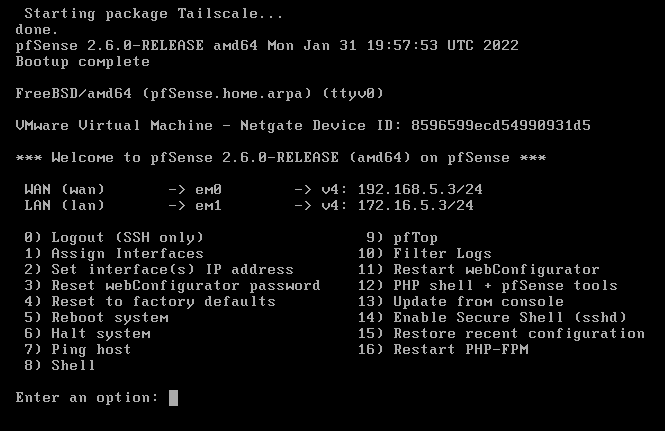 Starting package Tailscale...
done.
pfSense 2.6.0-RELEASE amd64 Mon Jan 31 19:57:53 UTC 2022
Bootup complete
FreeBSD/amd64 (pfSense.home.arpa) (ttyv0)
VMware Virtual Machine - Netgate Device ID: 8596599ecd54990931d5
*** Welcome to pfSense 2.6.0-RELEASE (amd64) on pfSense ***
WAN (wan) -> em0 -> v4: 192.168.5.3/24
LAN (lan) -> em1 -> v4: 172.16.5.3/24
0) Logout (SSH only) 9) pfTop
1) Assign Interfaces 10) Filter Logs
2) Set interface(s) IP address 11) Restart webConfigurator
3) Reset webConfigurator password 12) PHP shell + pfSense tools
4) Reset to factory defaults 13) Update from console
5) Reboot system 14) Enable Secure Shell (sshd)
6) Halt system 15) Restore recent configuration
7) Ping host 16) Restart PHP-FPM
8) Shell
Enter an option: